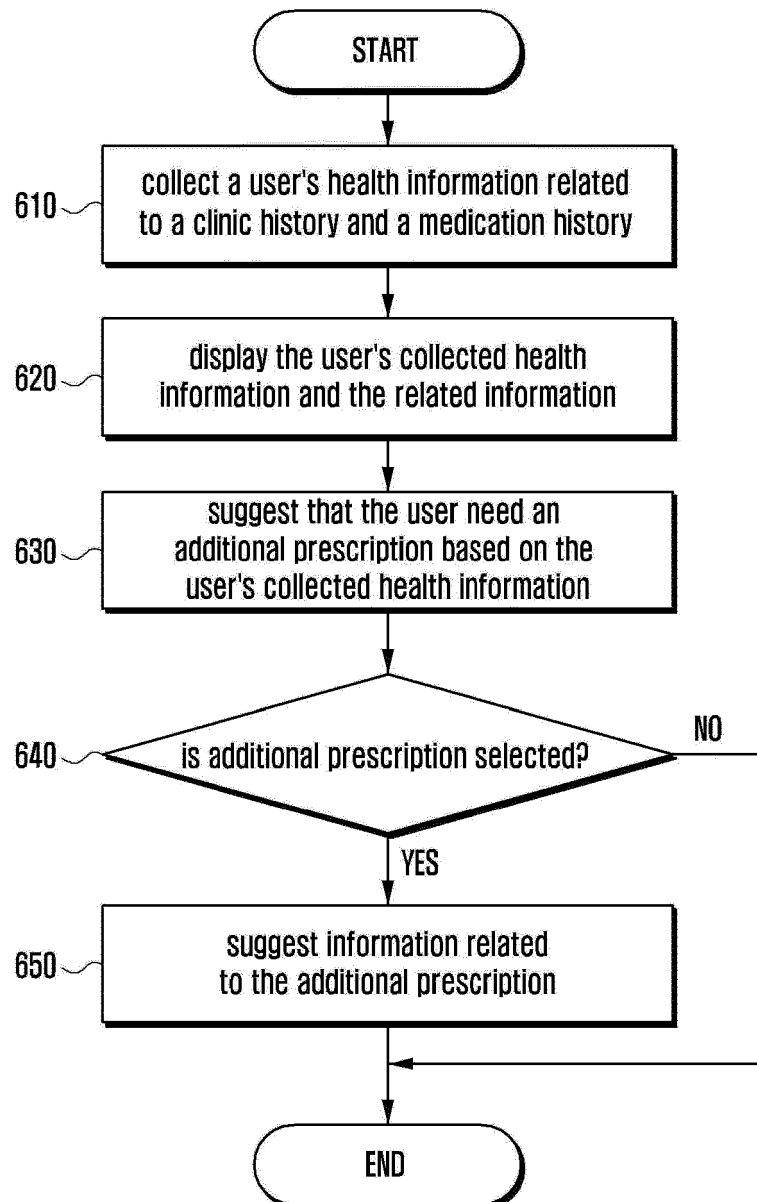 START
610
collect a user's health information related
to a clinic history and a medication history
620
display the user's collected health
information and the related information
630
suggest that the user need an
additional prescription based on the
user's collected health information
640
is additional prescription selected?
NO
YES
650
suggest information related
to the additional prescription
END